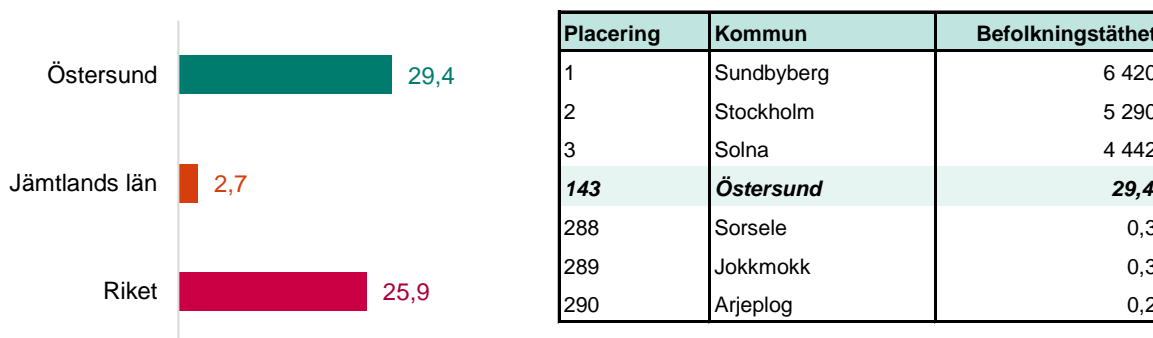 Östersund 29,4
Jämtlands län 2,7
Riket 25,9
Placering Kommun Befolkningstäthet
1 Sundbyberg 6 420
2 Stockholm 5 290
3 Solna 4 442
143 Östersund 29,4
288 Sorsele 0,3
289 Jokkmokk 0,3
290 Arjeplog 0,2